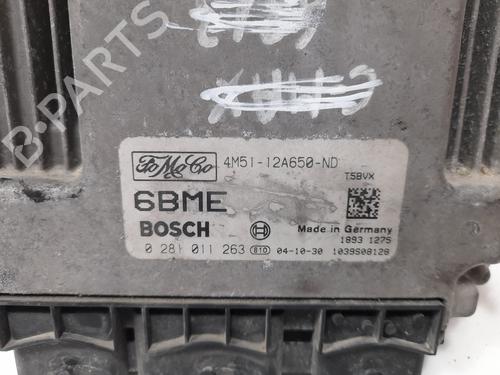 B-PARTS
FoMoCo 4M51-12A650-ND
T5BVX
6BME
BOSCH
Made in Germany
1893 1275
0 281 011 263 610 04-10-30 1039S08128